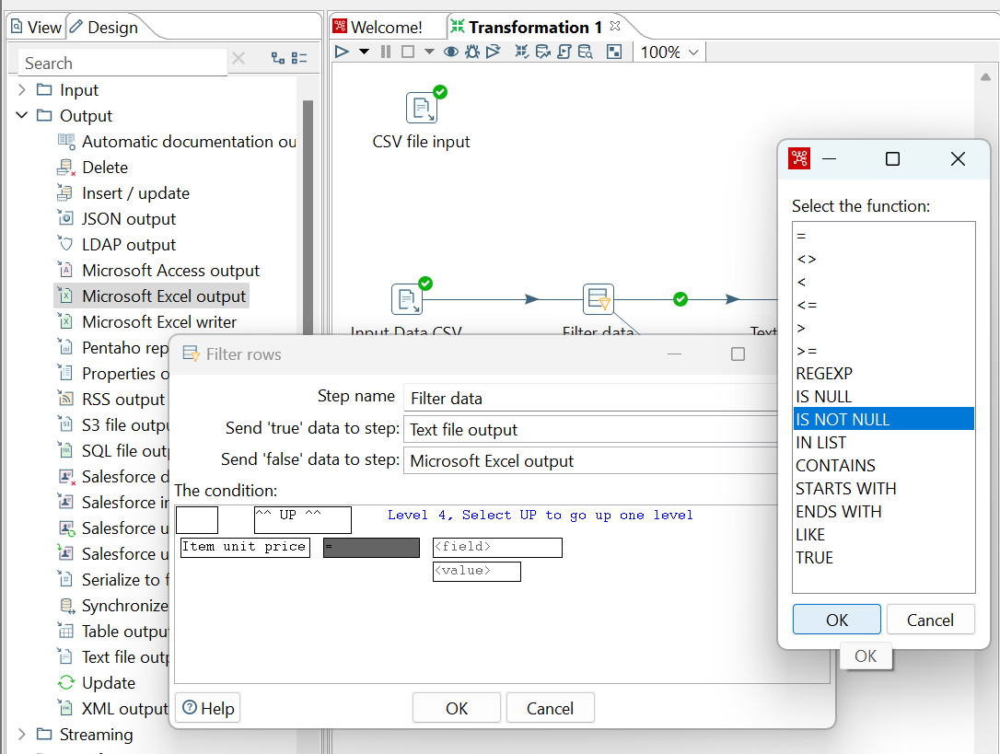 View
Design
Welcome!
Transformation 1
Search
100%
Input
Output
Automatic documentation ou
Delete
Insert / update
JSON output
LDAP output
Microsoft Access output
Microsoft Excel output
Microsoft Excel writer
Pentaho rep
Properties o
RSS output
S3 file outpu
SQL file outp
Salesforce d
Salesforce in
Salesforce u
Salesforce u
Serialize to f
Synchronize
Table output
Text file outp
Update
XML output
Streaming
CSV file input
Input Data CSV
Filter data
Text
Filter rows
Step name
Filter data
Send 'true' data to step:
Text file output
Send 'false' data to step:
Microsoft Excel output
The condition:
^^ UP ^^
Level 4, Select UP to go up one level
Item unit price
=
<field>
<value>
Help
OK
Cancel
Select the function:
=
<>
<
<=
>
>=
REGEXP
IS NULL
IS NOT NULL
IN LIST
CONTAINS
STARTS WITH
ENDS WITH
LIKE
TRUE
OK
Cancel
OK